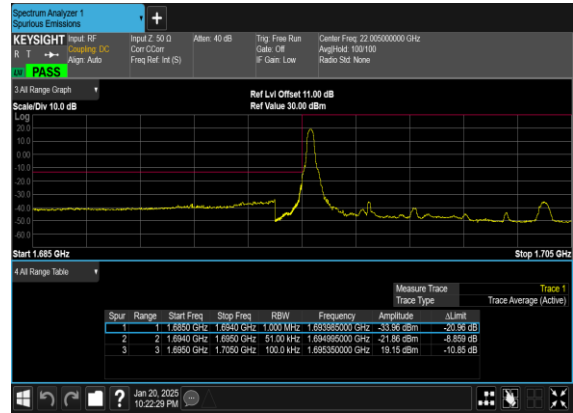 Spectrum Analyzer 1
Spurious Emissions
KEYSIGHT Input: RF Input Z: 50 Ω Atten: 40 dB Trig: Free Run Center Freq: 22.005000000 GHz
R T Coupling: DC Corr CCorr Gate: Off Avg|Hold: 100/100
Align: Auto Freq Ref: Int (S) IF Gain: Low Radio Std: None
PASS
3 All Range Graph
Ref Lvl Offset 11.00 dB
Scale/Div 10.0 dB Ref Value 30.00 dBm
Log
20.0
10.0
0.00
-10.0
-20.0
-30.0
-40.0
-50.0
-60.0
Start 1.685 GHz Stop 1.705 GHz
4 All Range Table
Measure Trace Trace 1
Trace Type Trace Average (Active)
Spur Range Start Freq Stop Freq RBW Frequency Amplitude ΔLimit
1 1 1.6850 GHz 1.6940 GHz 1.000 MHz 1.693985000 GHz -33.96 dBm -20.96 dB
2 2 1.6940 GHz 1.6950 GHz 51.00 kHz 1.694995000 GHz -21.86 dBm -8.859 dB
3 3 1.6950 GHz 1.7050 GHz 100.0 kHz 1.695350000 GHz 19.15 dBm -10.85 dB
? Jan 20, 2025
10:22:29 PM